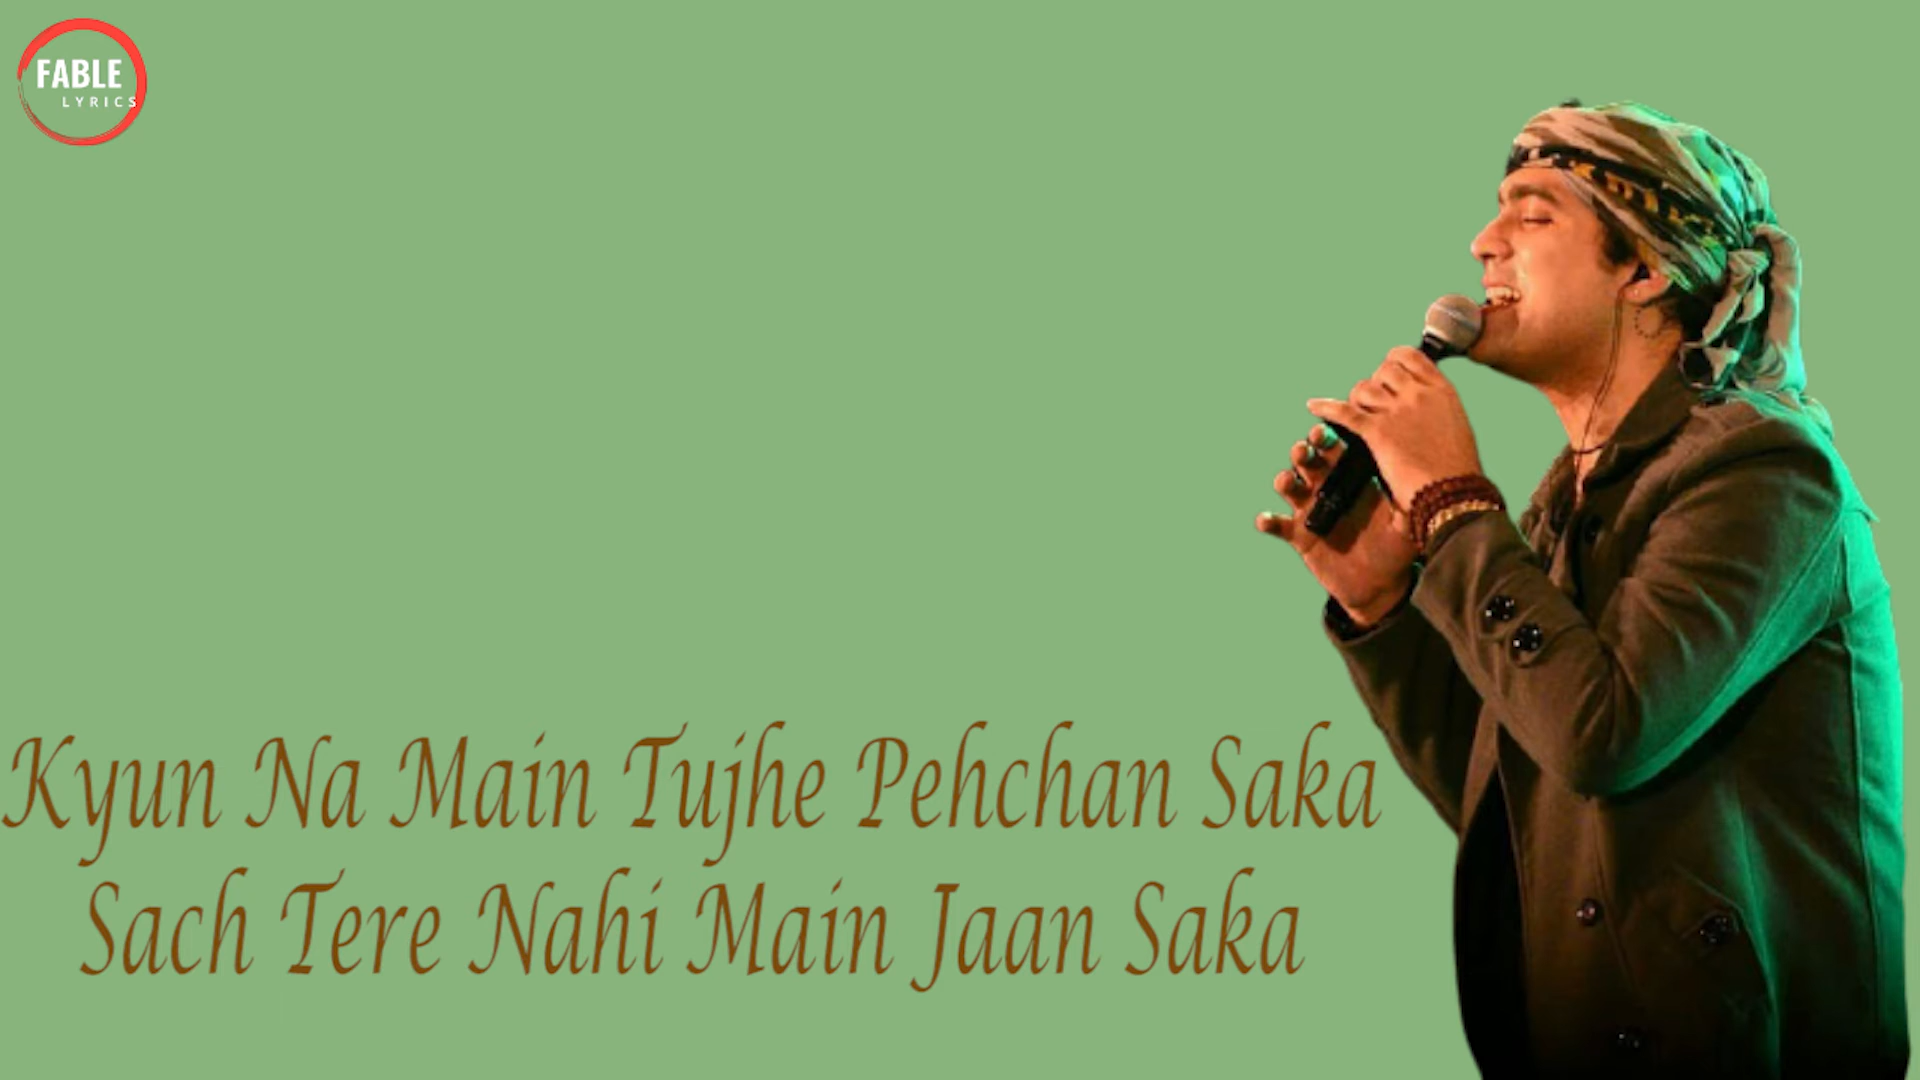 FABLE
LYRICS
Kyun Na Main Tujhe Pehchan Saka
Sach Tere Nahi Main Jaan Saka